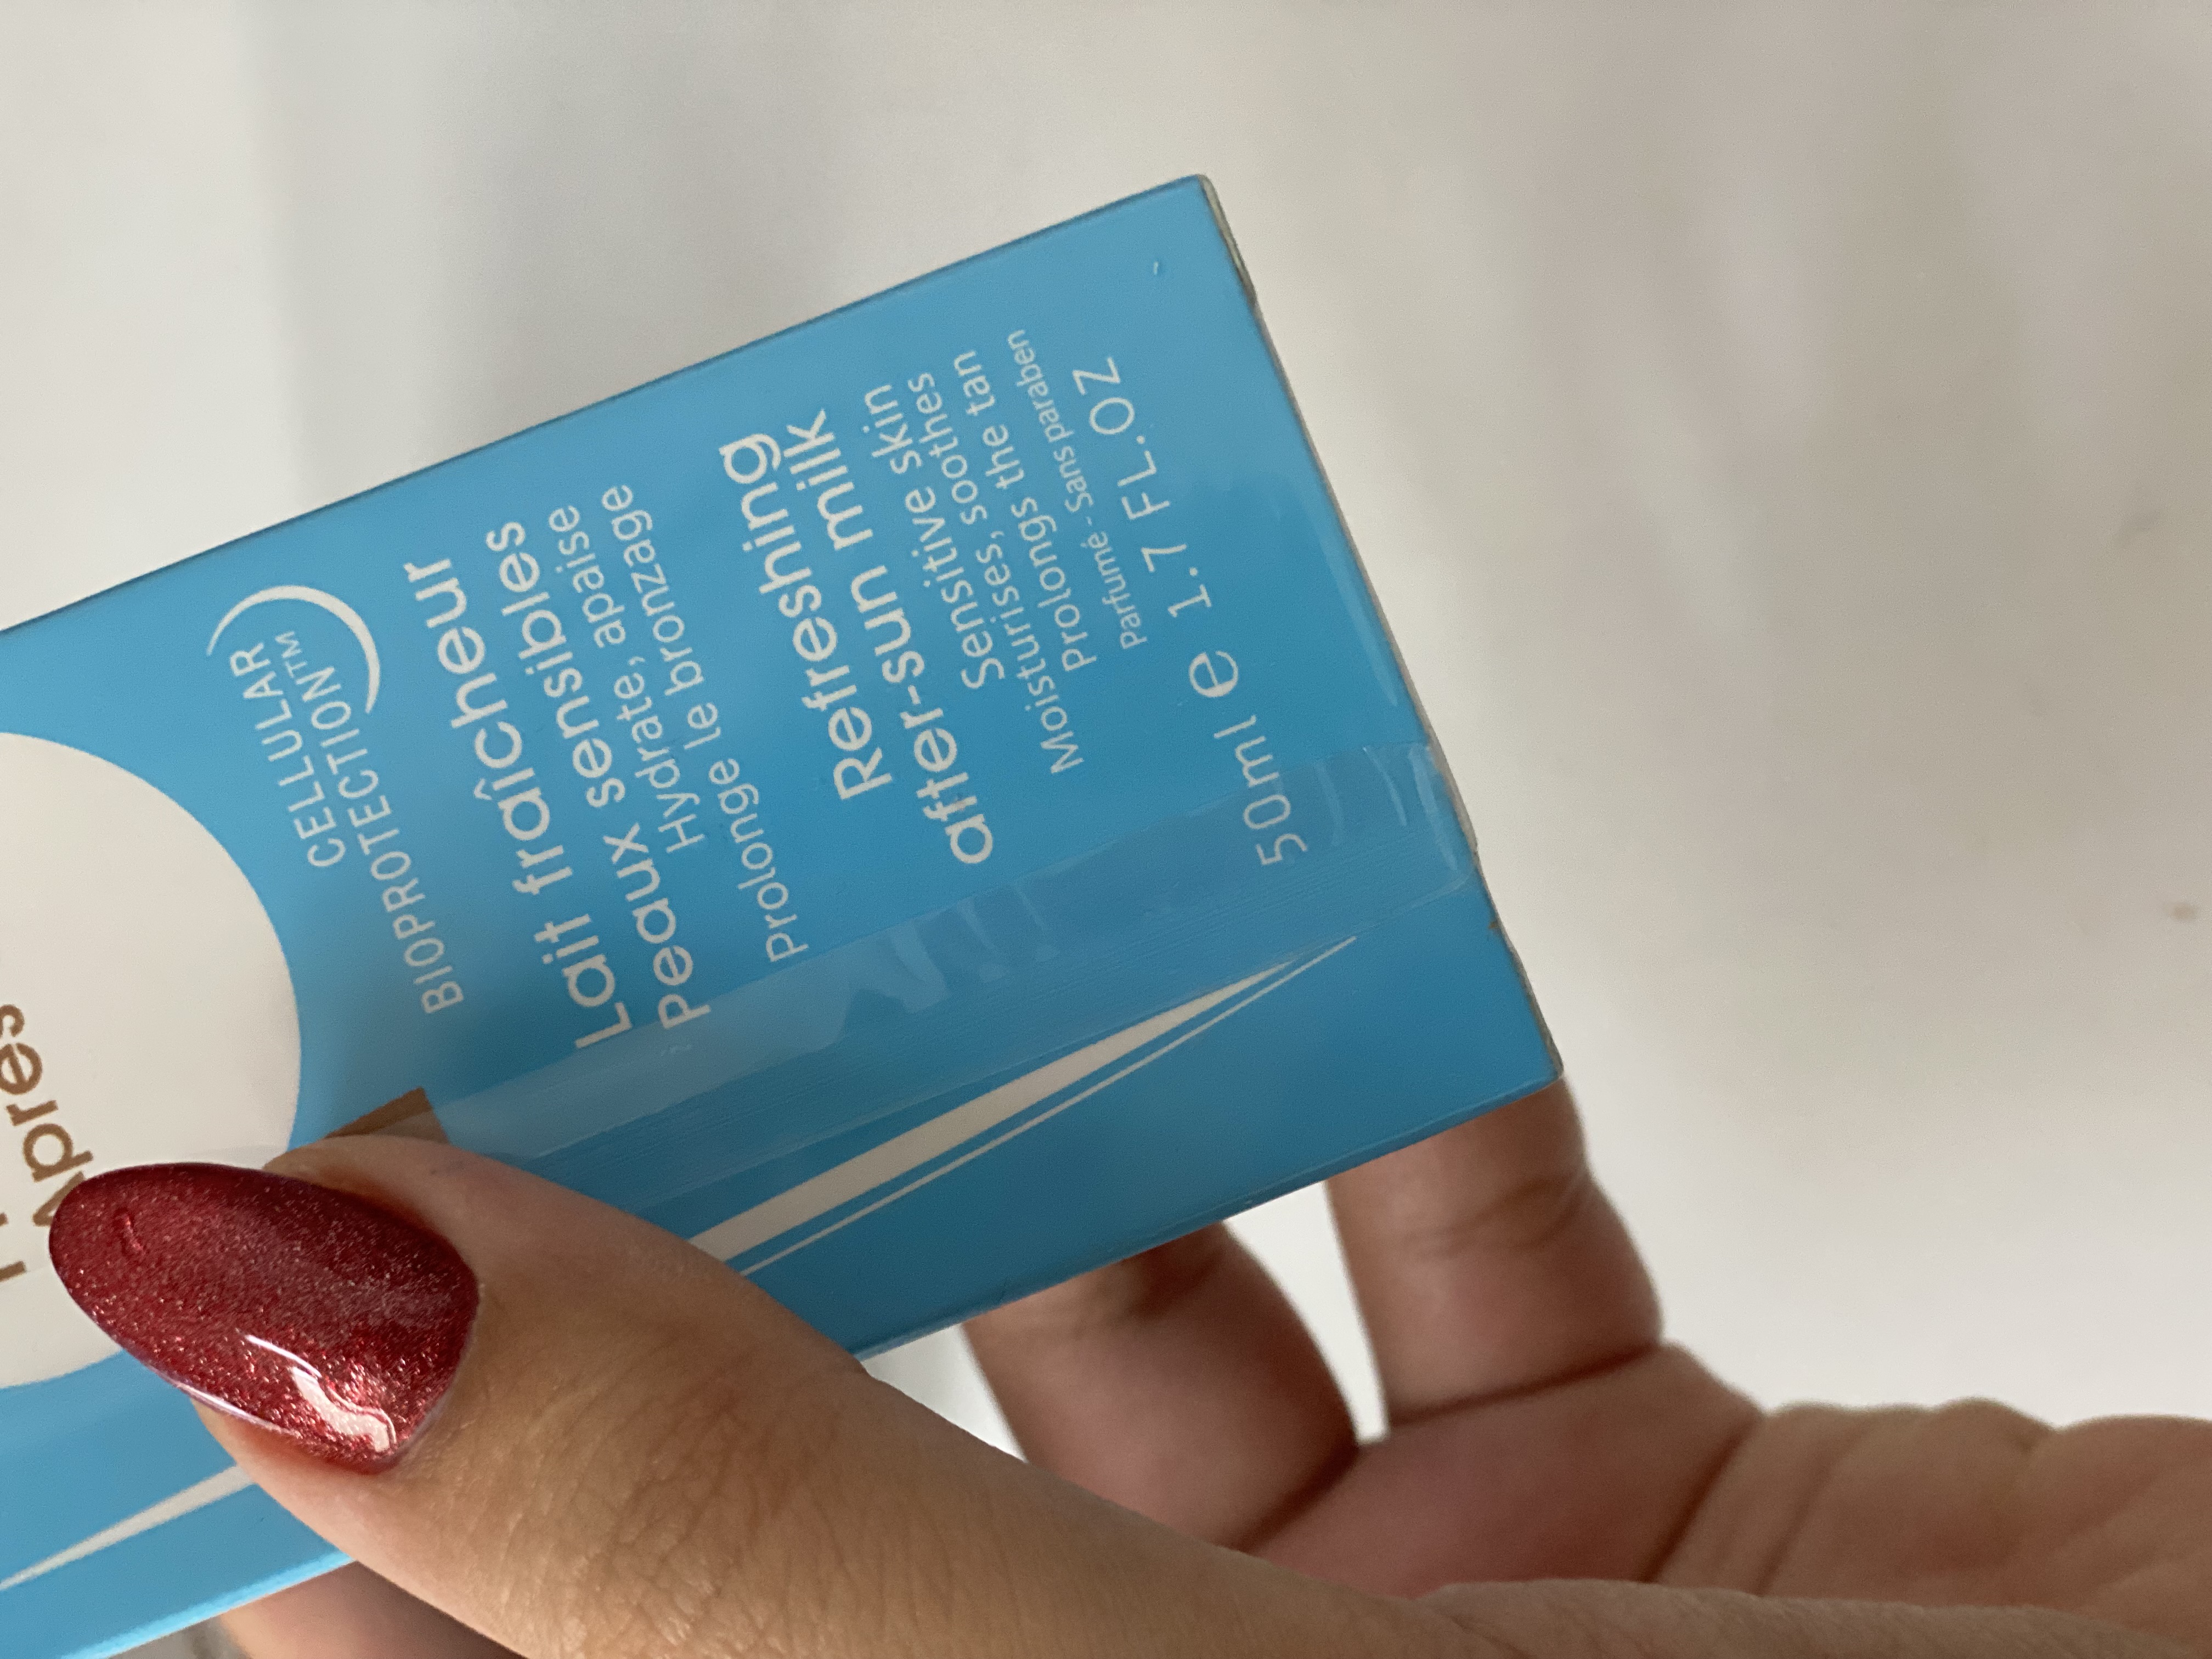 Après
CELLULAR
BIOPROTECTION™
Lait fraîcheur
Peaux sensibles
Hydrate, apaise
Prolonge le bronzage
Refreshing
after-sun milk
Sensitive skin
Moisturises, soothes
Prolongs the tan
Parfumé - Sans paraben
50ml e 1.7 FL.OZ